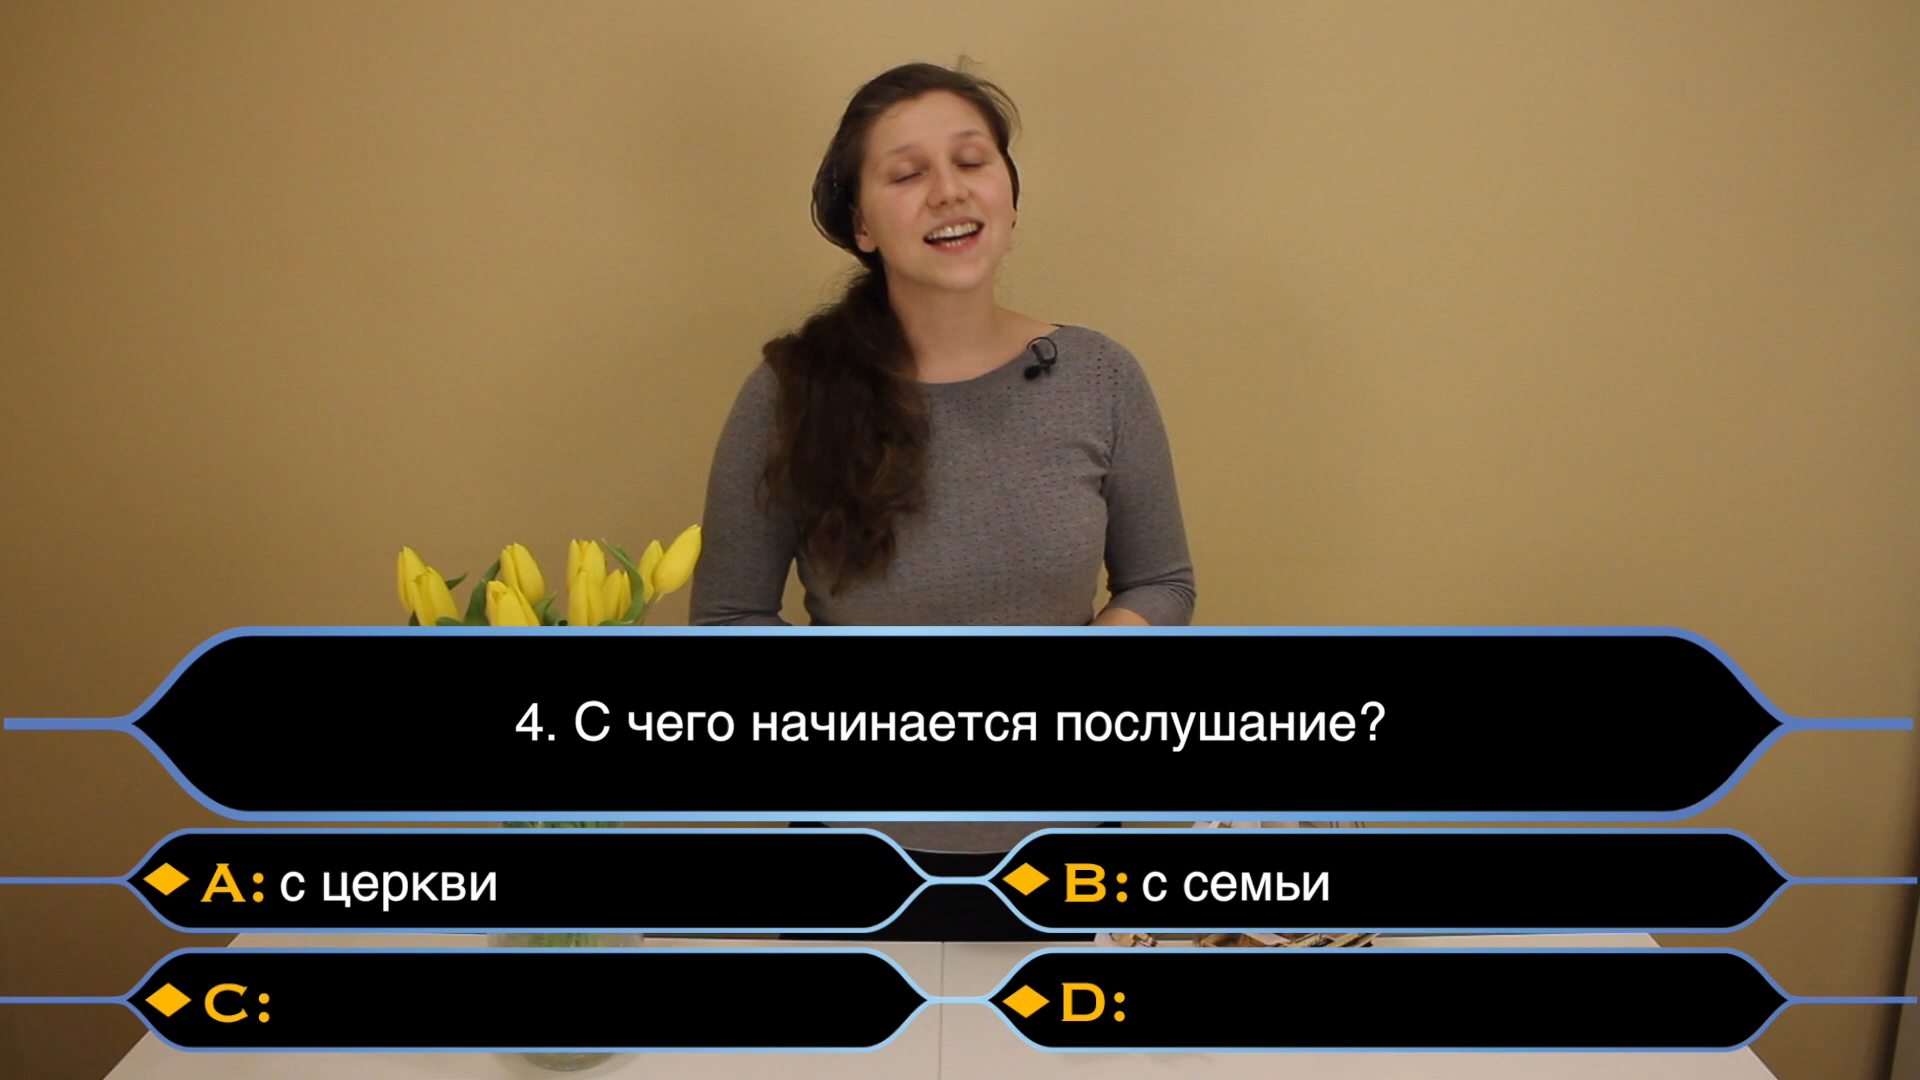 4. С чего начинается послушание?
A: с церкви
B: с семьи
C:
D: